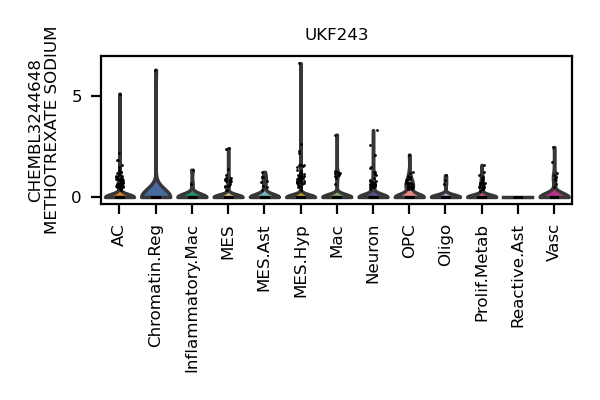 UKF243
CHEMBL3244648
METHOTREXATE SODIUM
5
0
AC
Chromatin.Reg
Inflammatory.Mac
MES
MES.Ast
MES.Hyp
Mac
Neuron
OPC
Oligo
Prolif.Metab
Reactive.Ast
Vasc